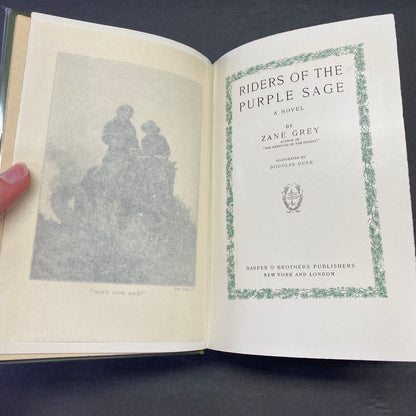 "DON'T LOOK BACK!"
RIDERS OF THE
PURPLE SAGE
A NOVEL
BY
ZANE GREY
AUTHOR OF
"THE HERITAGE OF THE DESERT"
ILLUSTRATED BY
DOUGLAS DUER
HARPER & BROTHERS PUBLISHERS
NEW YORK AND LONDON